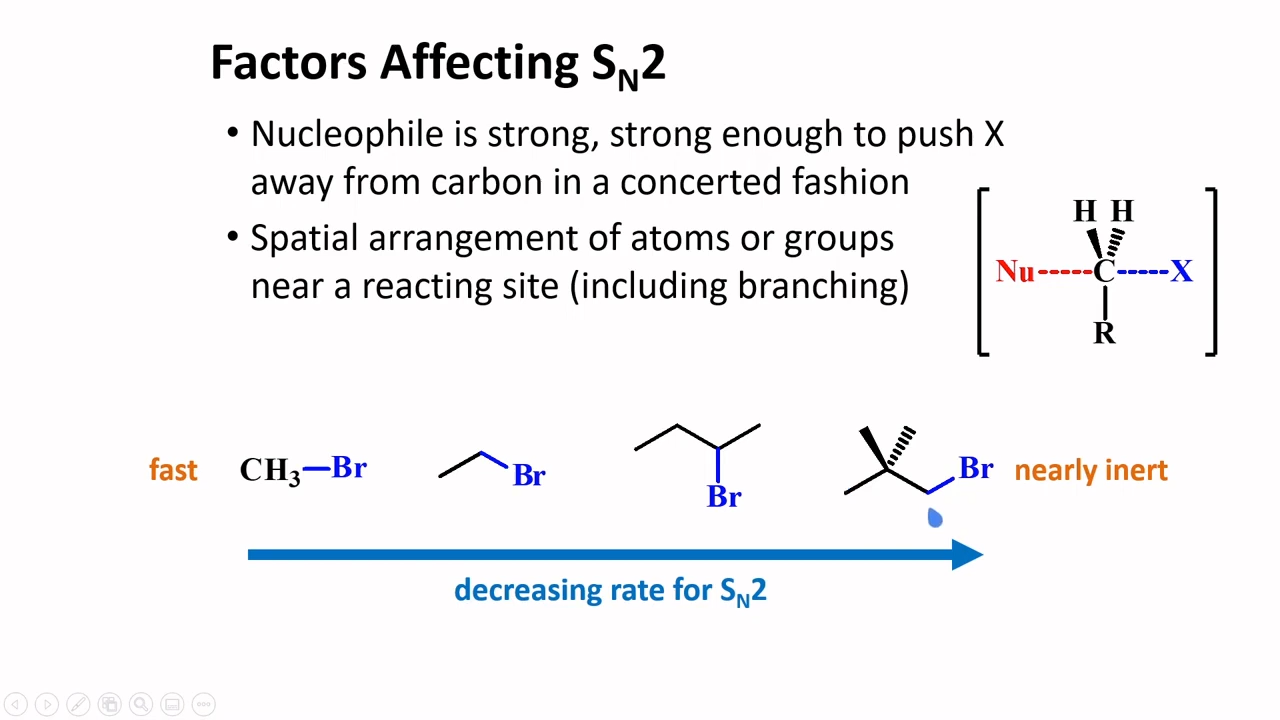 Factors Affecting SN2
• Nucleophile is strong, strong enough to push X
away from carbon in a concerted fashion
• Spatial arrangement of atoms or groups
near a reacting site (including branching)
H H
Nu C X
R
fast CH3 Br Br Br Br nearly inert
decreasing rate for SN2